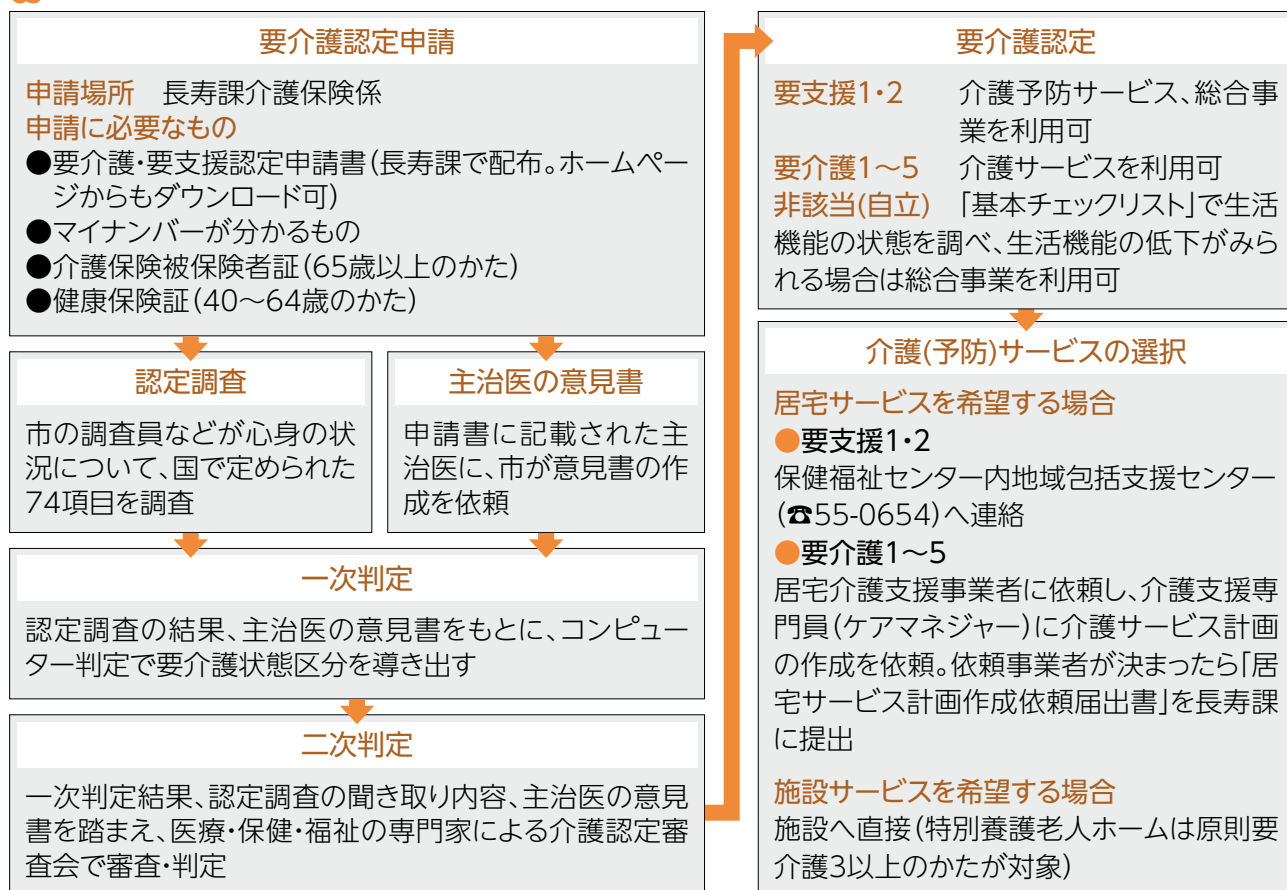 要介護認定申請
申請場所　長寿課介護保険係
申請に必要なもの
●要介護・要支援認定申請書(長寿課で配布。ホームペー
ジからもダウンロード可)
●マイナンバーが分かるもの
●介護保険被保険者証(65歳以上のかた)
●健康保険証(40～64歳のかた)
認定調査
市の調査員などが心身の状
況について、国で定められた
74項目を調査
主治医の意見書
申請書に記載された主
治医に、市が意見書の作
成を依頼
一次判定
認定調査の結果、主治医の意見書をもとに、コンピュー
ター判定で要介護状態区分を導き出す
二次判定
一次判定結果、認定調査の聞き取り内容、主治医の意見
書を踏まえ、医療・保健・福祉の専門家による介護認定審
査会で審査・判定
要介護認定
要支援1・2　介護予防サービス、総合事
業を利用可
要介護1～5　介護サービスを利用可
非該当(自立)　「基本チェックリスト」で生活
機能の状態を調べ、生活機能の低下がみ
られる場合は総合事業を利用可
介護(予防)サービスの選択
居宅サービスを希望する場合
●要支援1・2
保健福祉センター内地域包括支援センター
(☎55-0654)へ連絡
●要介護1～5
居宅介護支援事業者に依頼し、介護支援専
門員(ケアマネジャー)に介護サービス計画
の作成を依頼。依頼事業者が決まったら「居
宅サービス計画作成依頼届出書」を長寿課
に提出
施設サービスを希望する場合
施設へ直接(特別養護老人ホームは原則要
介護3以上のかたが対象)